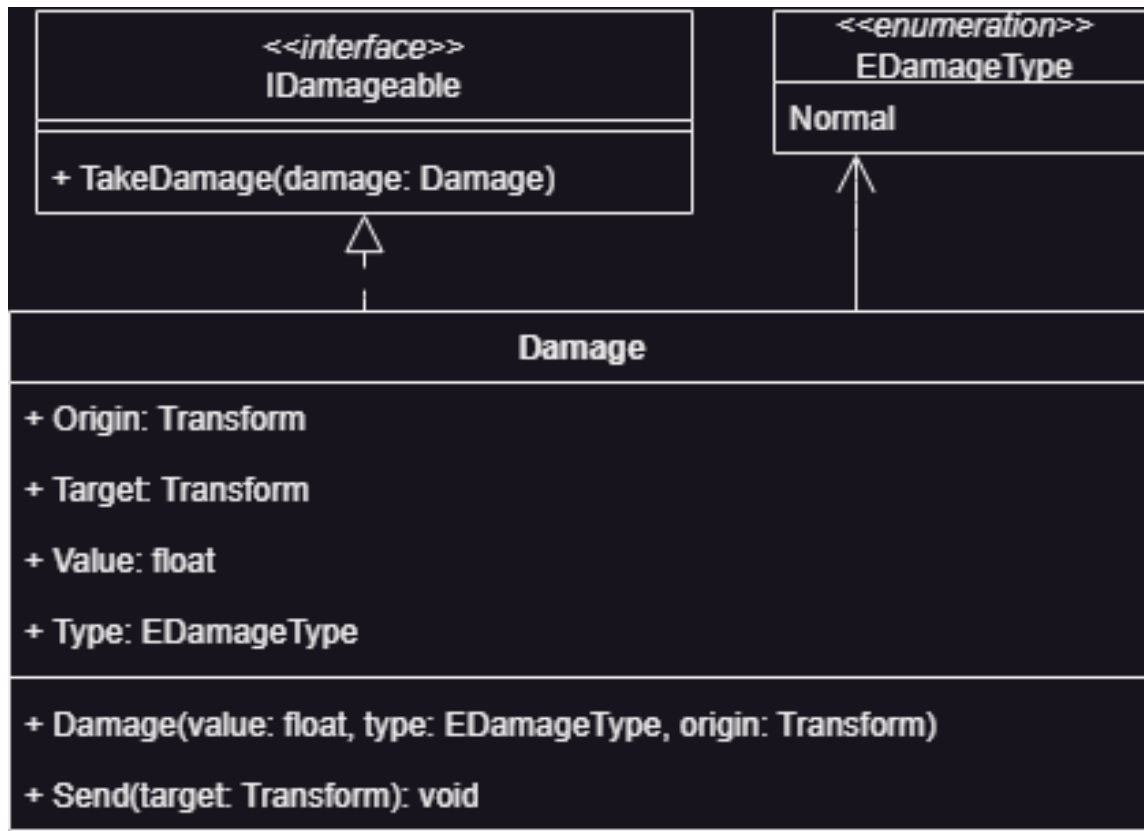 <<interface>>
IDamageable
+ TakeDamage(damage: Damage)
<<enumeration>>
EDamageType
Normal
Damage
+ Origin: Transform
+ Target: Transform
+ Value: float
+ Type: EDamageType
+ Damage(value: float, type: EDamageType, origin: Transform)
+ Send(target: Transform): void